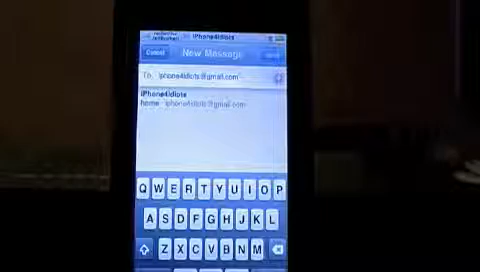 iPhone4idiots
Cancel New Message
To: iphone4idiots@gmail.com
iPhone4idiots
home iphone4idiots@gmail.com
Q W E R T Y U I O P
A S D F G H J K L
Z X C V B N M